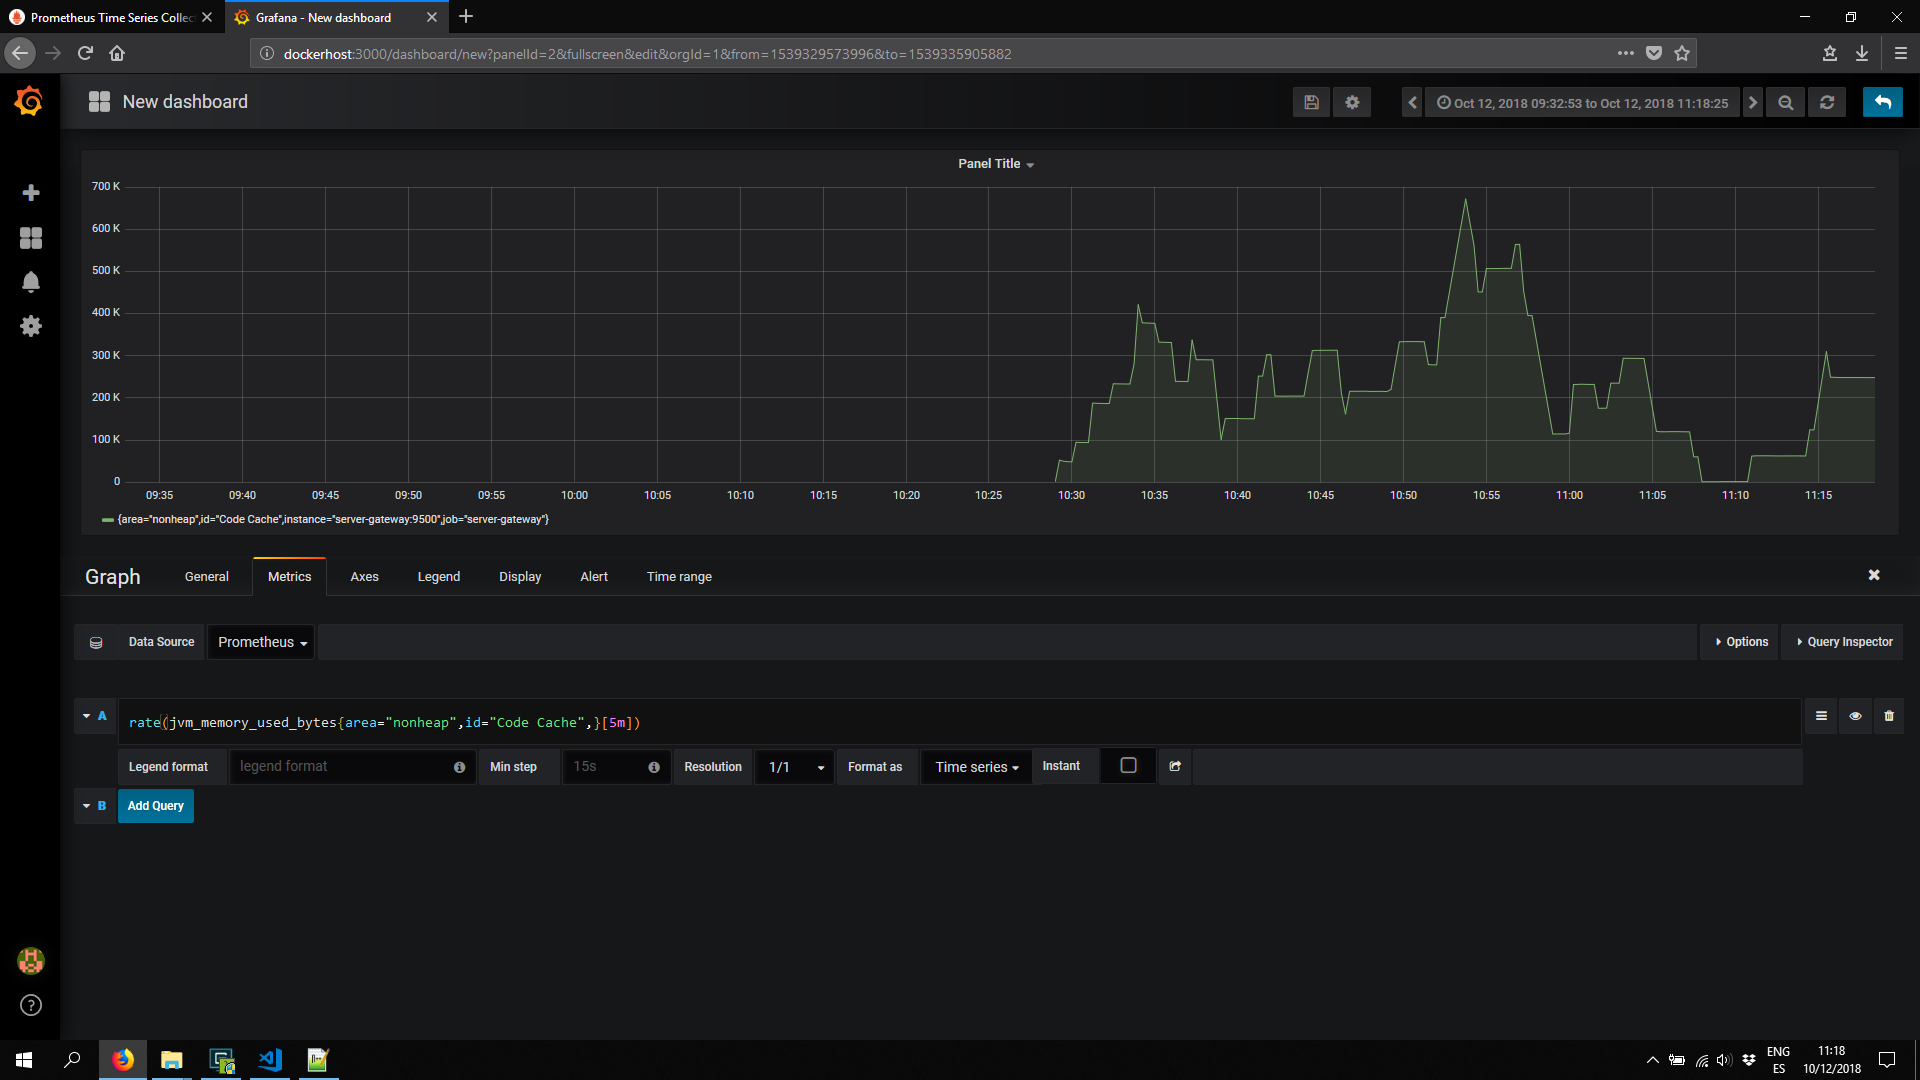 Prometheus Time Series Collec
Grafana - New dashboard
dockerhost:3000/dashboard/new?panelId=2&fullscreen&edit&orgId=1&from=1539329573996&to=1539335905882
New dashboard
Oct 12, 2018 09:32:53 to Oct 12, 2018 11:18:25
Panel Title
700 K
600 K
500 K
400 K
300 K
200 K
100 K
0
09:35 09:40 09:45 09:50 09:55 10:00 10:05 10:10 10:15 10:20 10:25 10:30 10:35 10:40 10:45 10:50 10:55 11:00 11:05 11:10 11:15
{area="nonheap",id="Code Cache",instance="server-gateway:9500",job="server-gateway"}
Graph General Metrics Axes Legend Display Alert Time range
Data Source Prometheus Options Query Inspector
A rate(jvm_memory_used_bytes{area="nonheap",id="Code Cache",}[5m])
Legend format legend format Min step 15s Resolution 1/1 Format as Time series Instant
B Add Query
ENG 11:18
ES 10/12/2018